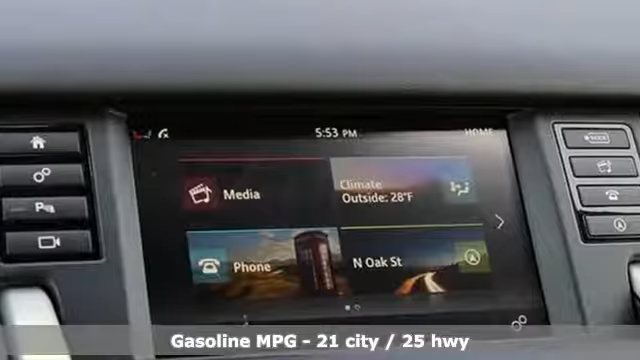 5:53 PM
HOME
Media
Climate
Outside: 28°F
Phone
N Oak St
Gasoline MPG - 21 city / 25 hwy